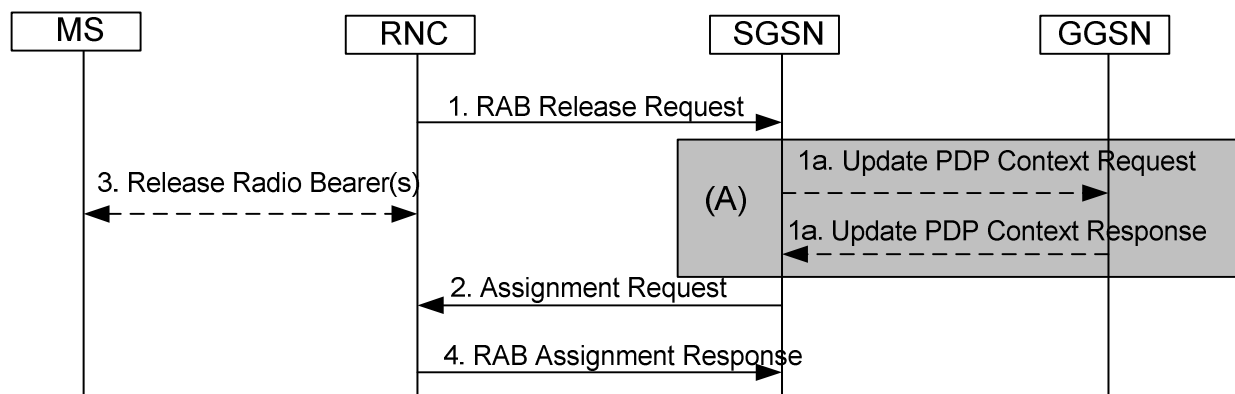 MS
RNC
SGSN
GGSN
1. RAB Release Request
1a. Update PDP Context Request
3. Release Radio Bearer(s)
(A)
1a. Update PDP Context Response
2. Assignment Request
4. RAB Assignment Response